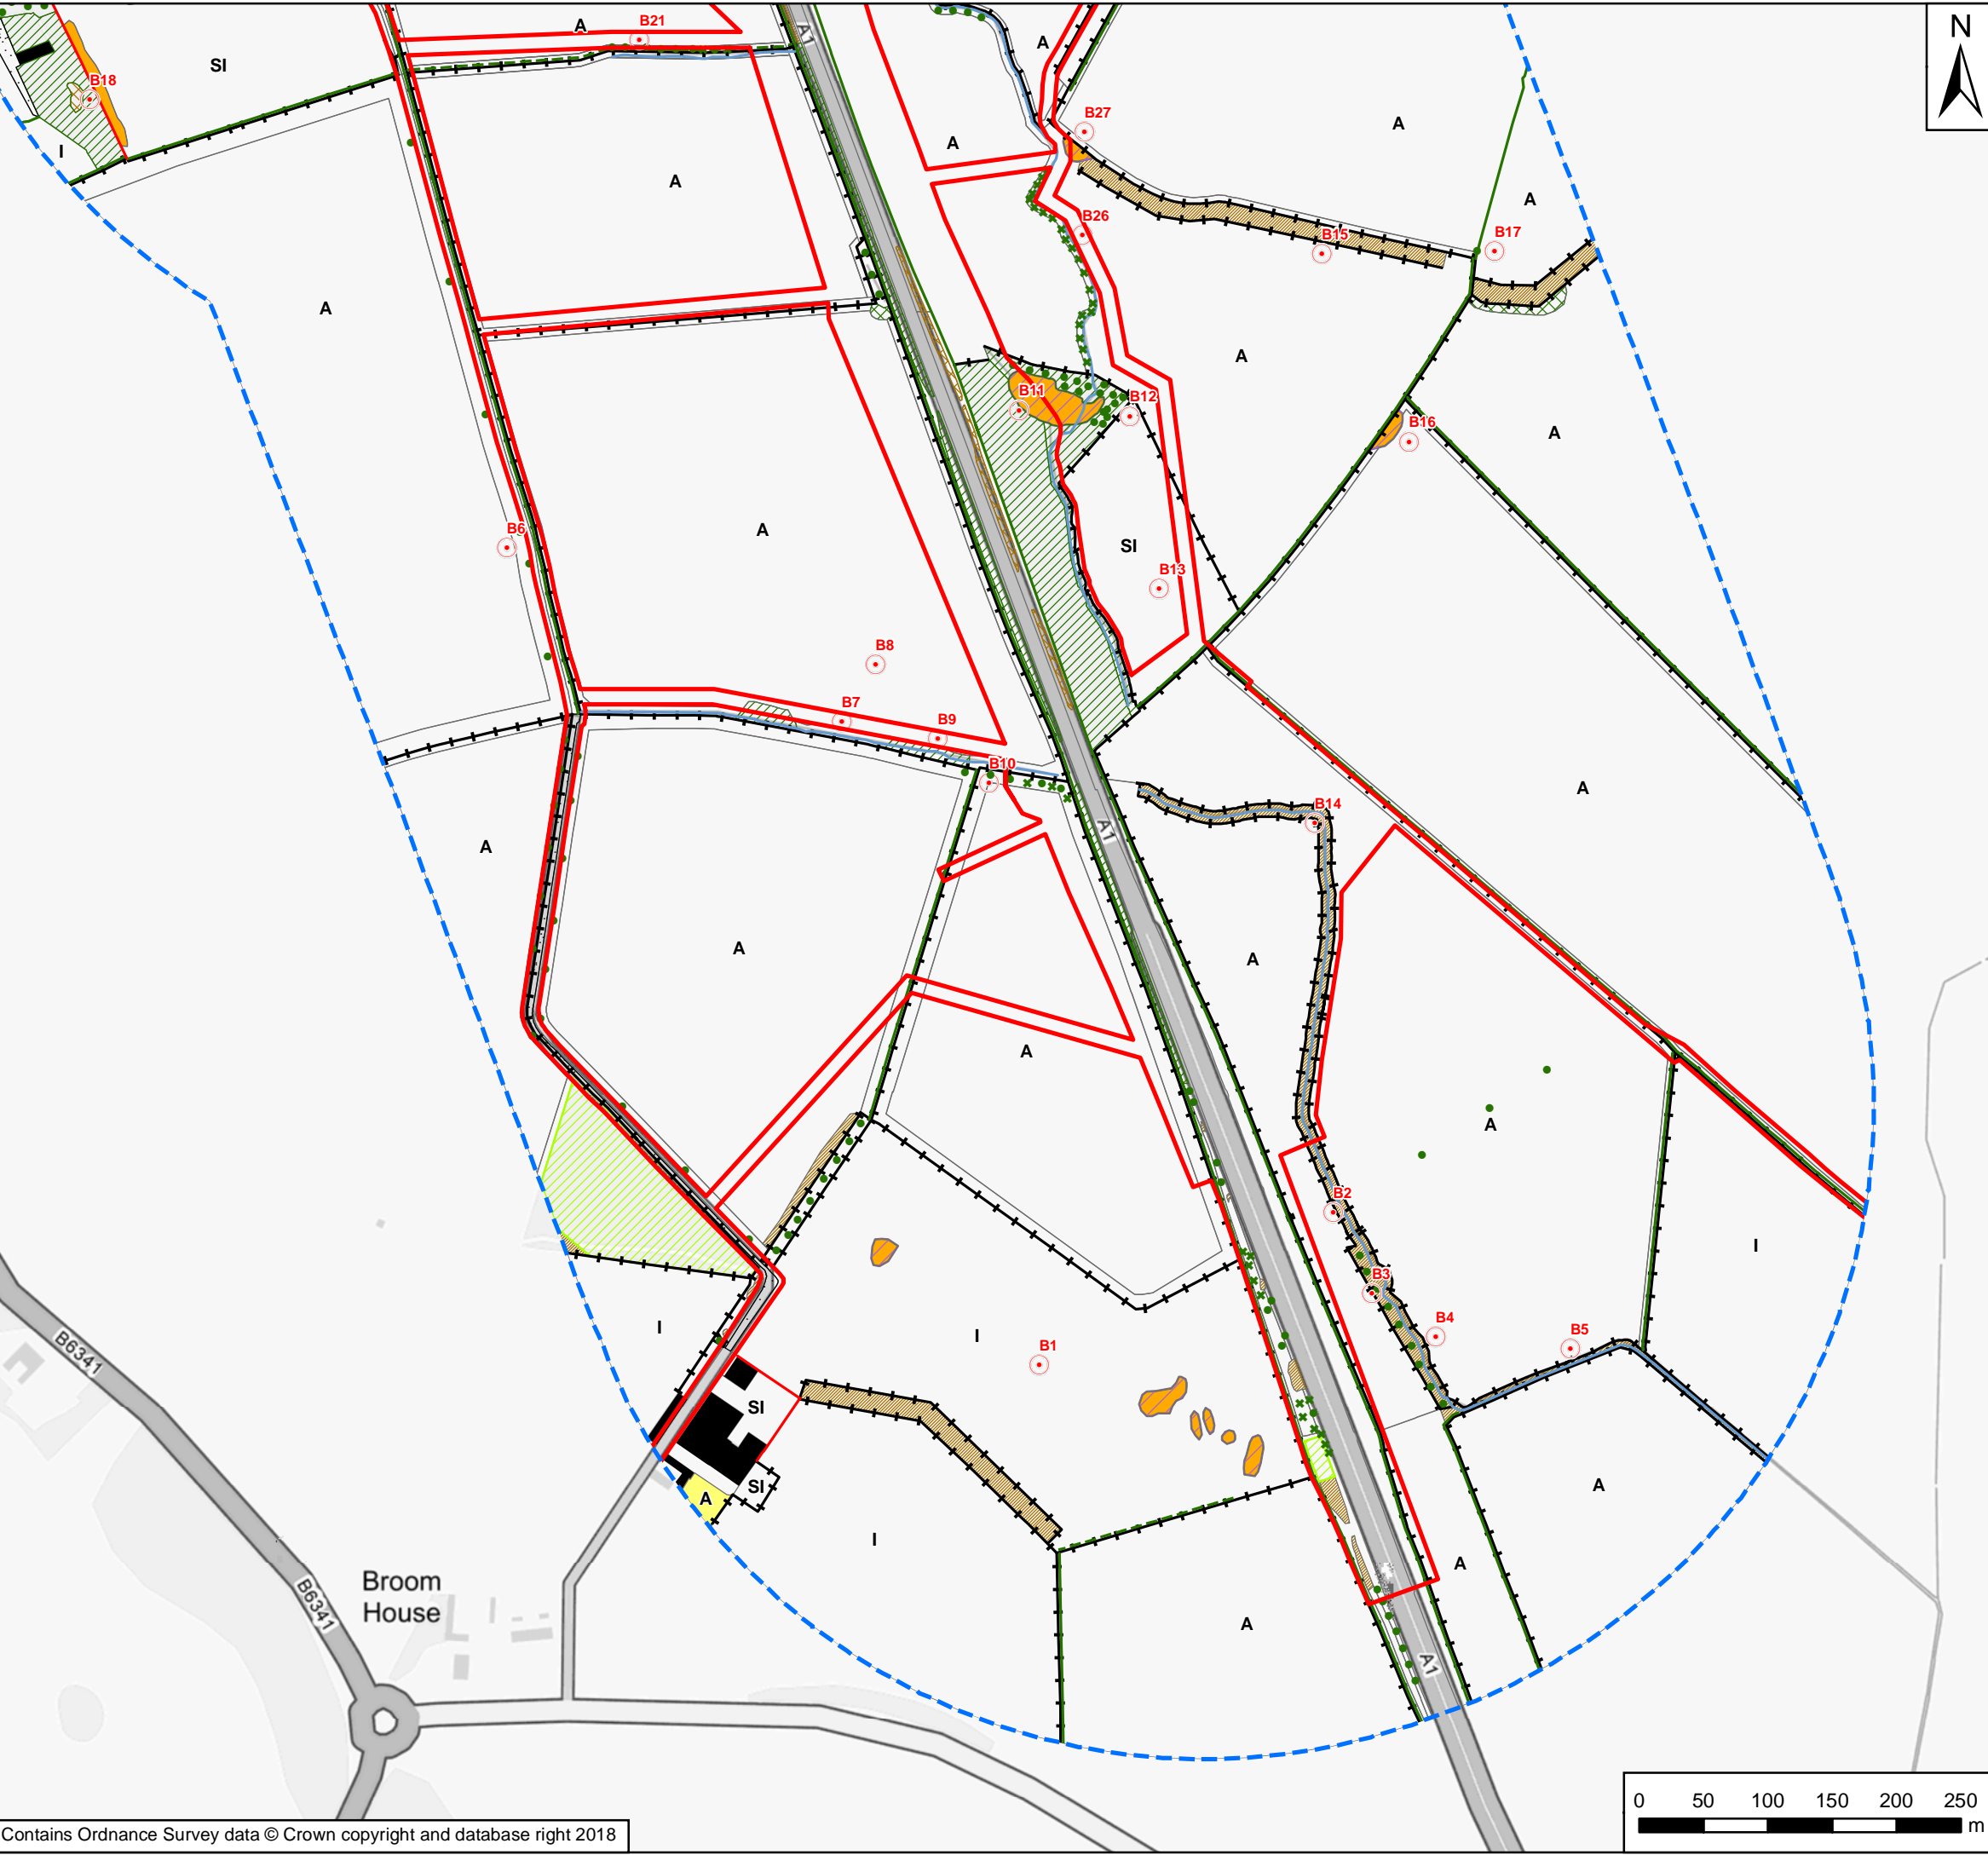 A
B21
A1
A
N
SI
B18
B27
A
A
I
A
A
B26
B15
B17
A
A
B11
B12
B16
A
A
B6
SI
B13
B8
B7
B9
B10
A
B14
A
A
A
A
A
B2
I
B3
B4
B5
I
I
B1
B6341
SI
SI
A
A
I
A
Broom
House
B6341
A
A1
0 50 100 150 200 250
m
Contains Ordnance Survey data © Crown copyright and database right 2018
A1